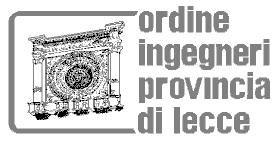 ordine
ingegneri
provincia
di lecce